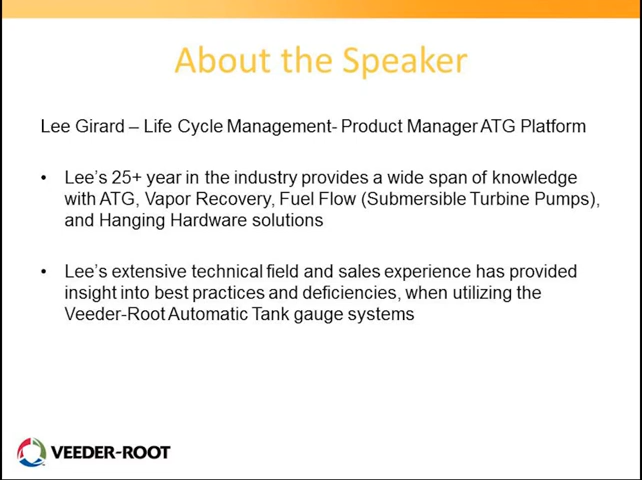 About the Speaker
Lee Girard – Life Cycle Management- Product Manager ATG Platform
• Lee's 25+ year in the industry provides a wide span of knowledge
with ATG, Vapor Recovery, Fuel Flow (Submersible Turbine Pumps),
and Hanging Hardware solutions
• Lee's extensive technical field and sales experience has provided
insight into best practices and deficiencies, when utilizing the
Veeder-Root Automatic Tank gauge systems
VEEDER-ROOT